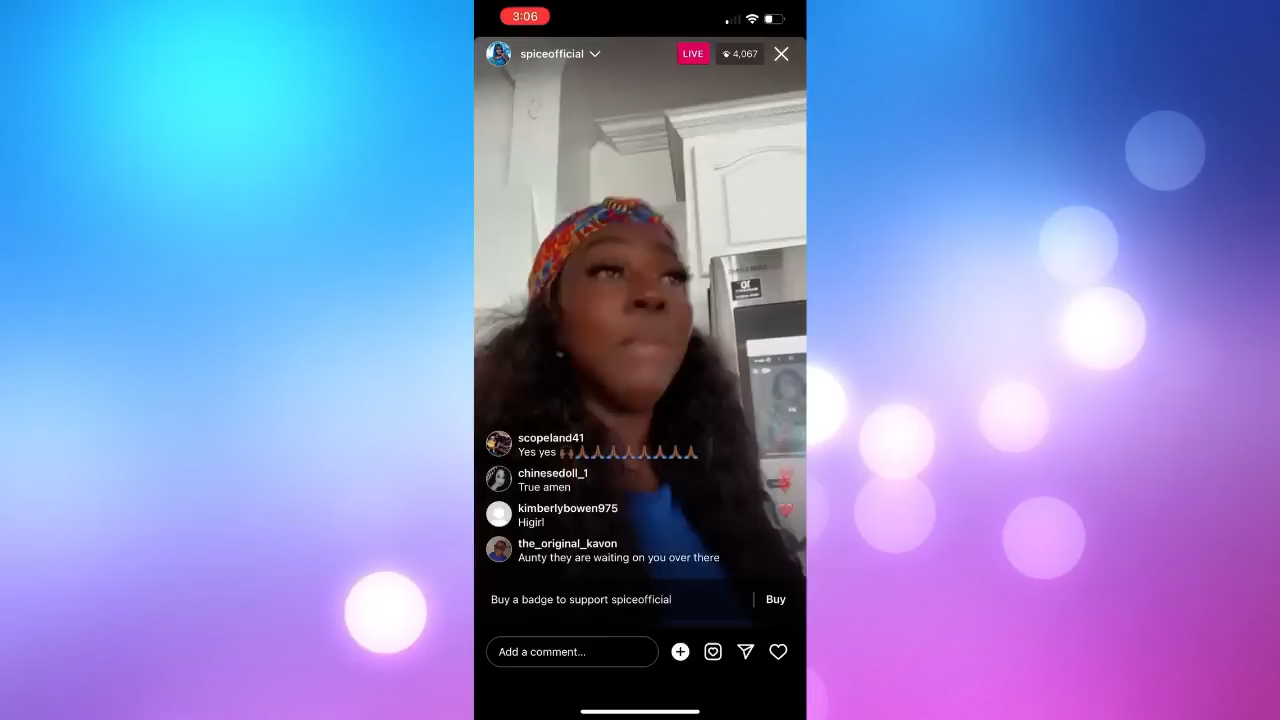 3:06
spiceofficial
LIVE
4,067
scopeland41
Yes yes 🙌🏾🙏🏾🙏🏾🙏🏾🙏🏾🙏🏾🙏🏾🙏🏾🙏🏾
chinesedoll_1
True amen
kimberlybowen975
Higirl
the_original_kavon
Aunty they are waiting on you over there
Buy a badge to support spiceofficial
Buy
Add a comment...